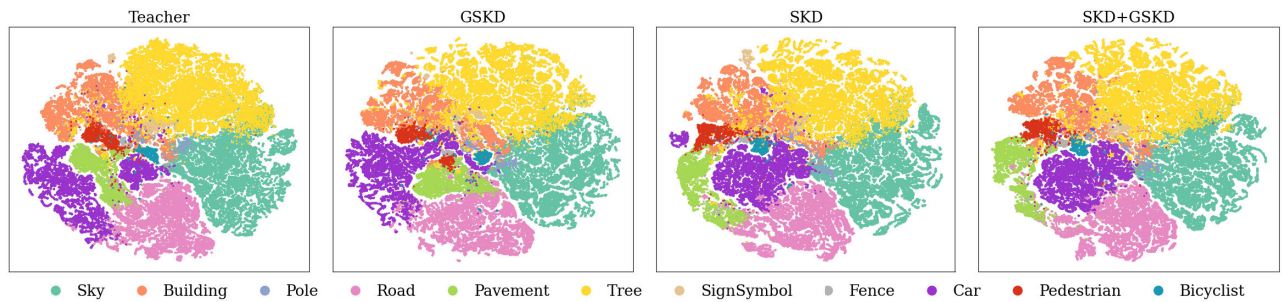 Teacher GSKD SKD SKD+GSKD
Sky Building Pole Road Pavement Tree SignSymbol Fence Car Pedestrian Bicyclist